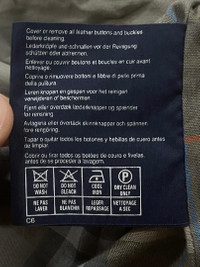 Cover or remove all leather buttons and buckles
before cleaning.
Lederknöpfe und schnallen vor der Reinigung
schützen oder abnehmen.
Enlever ou couvrir boutons et boucles en cuir avant
nettoyage.
Coprire o rimuovere bottoni e fibbie di pelle prima
della pulitura.
Leren knopen en gespen voor het reinigen
verwijderen of beschermen.
Fjern eller overdæk læderknapper og spænder
før rensning.
Avlägsna eller övertäck skinnknappar och spännen
före rengöring.
Tapar o quitar todos los botones y hebillas de cuero antes
de limpiar.
Cobrir ou tirar todos os botões de couro e fivelas,
antes de se proceder à lavagem.
DO NOT WASH
DO NOT BLEACH
COOL IRON
P
DRY CLEAN ONLY
NE PAS LAVER
NE PAS BLANCHIR
LEGER REPASSAGE
NETTOYAGE A SEC
C6